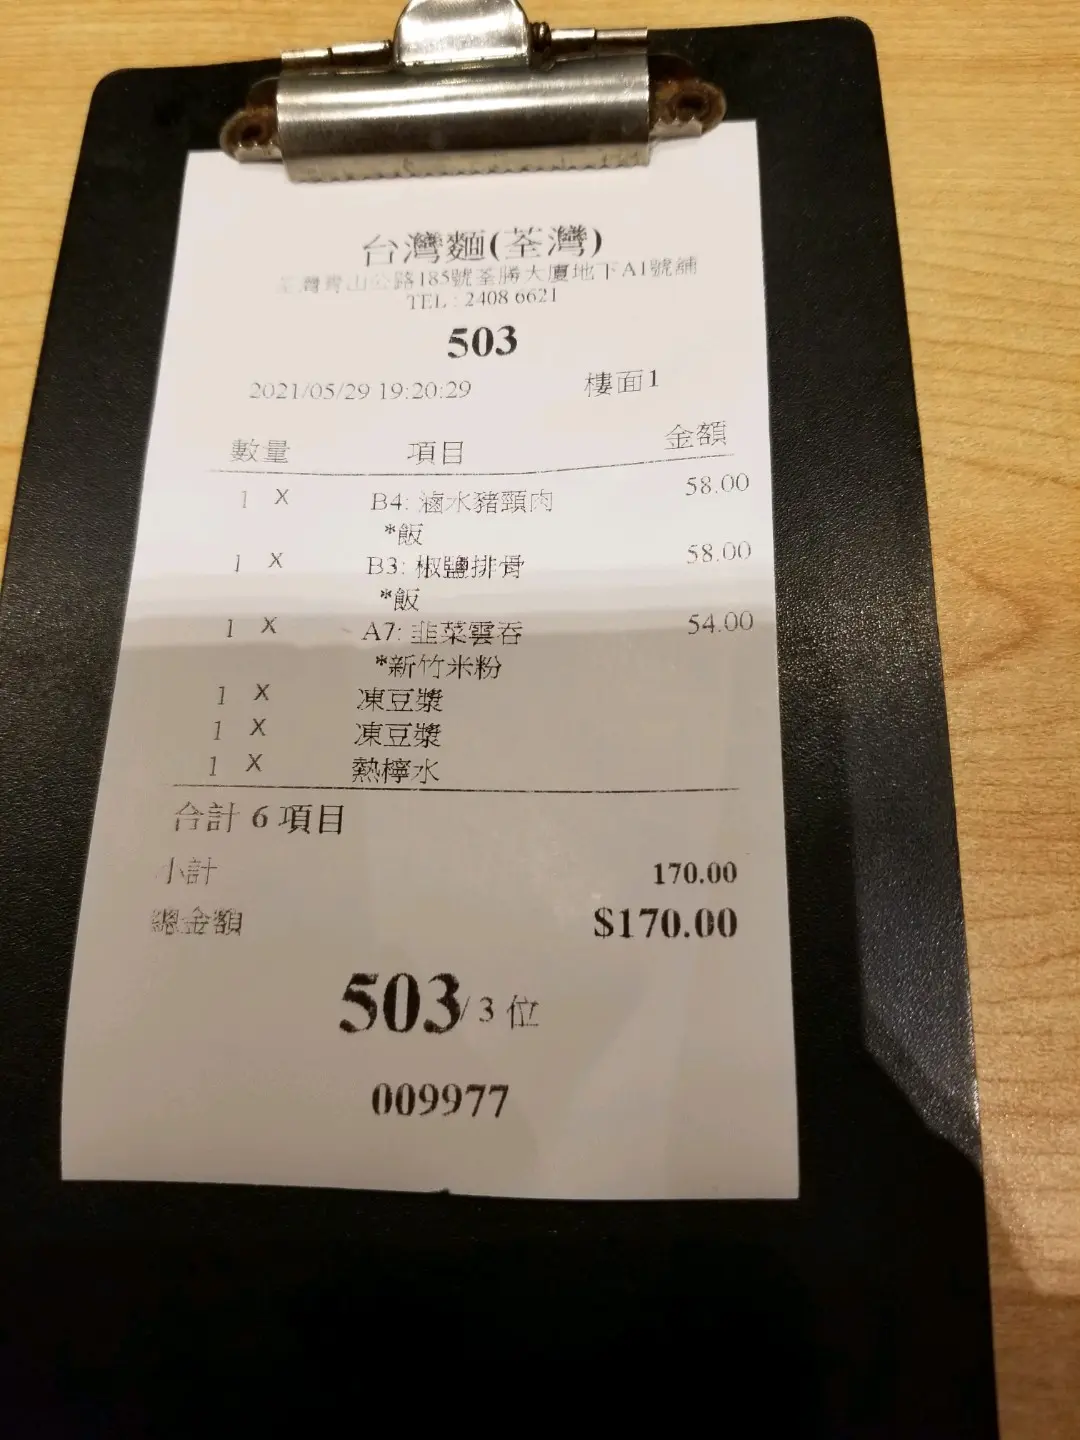 台灣麵(荃灣)
荃灣青山公路185號荃勝大廈地下A1號舖
TEL : 2408 6621
503
2021/05/29 19:20:29 樓面1
數量 項目 金額
1 X B4: 滷水豬頸肉 58.00
*飯
1 X B3: 椒鹽排骨 58.00
*飯
1 X A7: 韭菜雲吞 54.00
*新竹米粉
1 X 凍豆漿
1 X 凍豆漿
1 X 熱檸水
合計 6 項目
小計 170.00
總金額 $170.00
503/ 3 位
009977